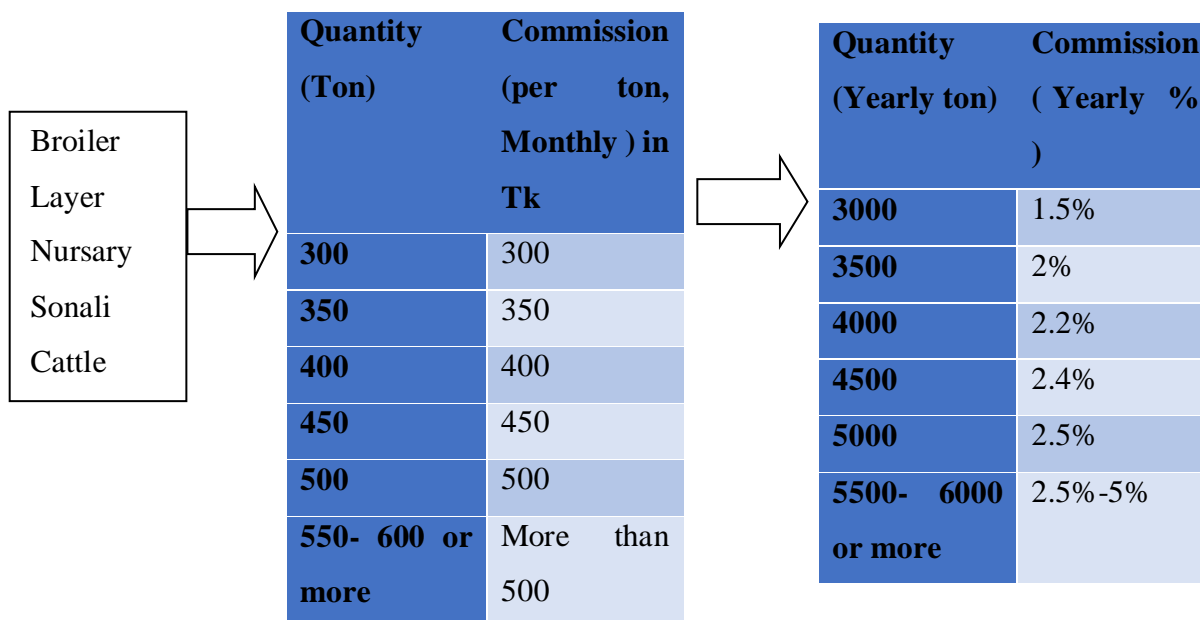 Broiler
Layer
Nursary
Sonali
Cattle
Quantity
(Ton)
Commission
(per ton,
Monthly ) in
Tk
300
300
350
350
400
400
450
450
500
500
550- 600 or
more
More than
500
Quantity
(Yearly ton)
Commission
( Yearly %
)
3000
1.5%
3500
2%
4000
2.2%
4500
2.4%
5000
2.5%
5500- 6000
or more
2.5%-5%